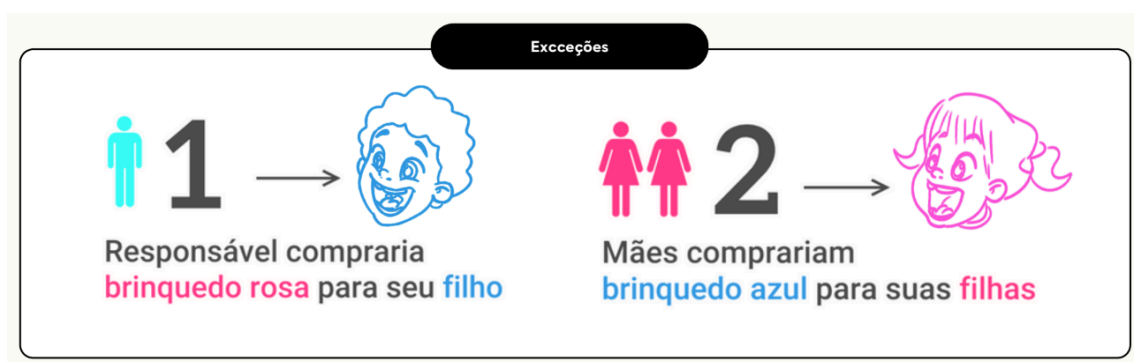 Excceções
1
Responsável compraria
brinquedo rosa para seu filho
2
Mães comprariam
brinquedo azul para suas filhas